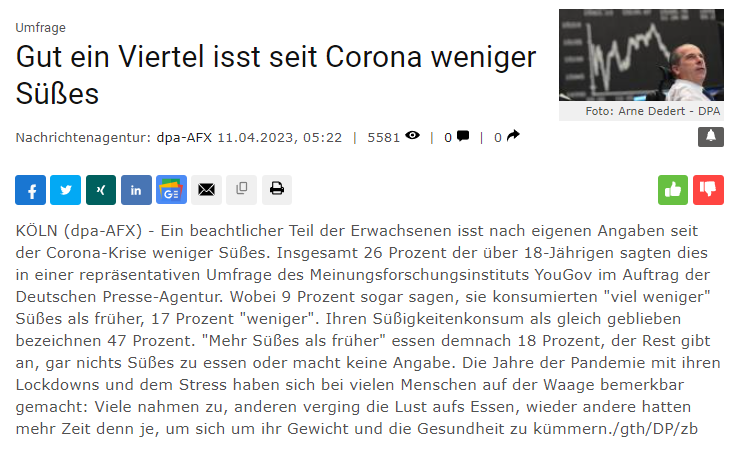 Umfrage
Gut ein Viertel isst seit Corona weniger
Süßes
Foto: Arne Dedert - DPA
Nachrichtenagentur: dpa-AFX 11.04.2023, 05:22 | 5581 | 0 | 0
f
in
GE
KÖLN (dpa-AFX) - Ein beachtlicher Teil der Erwachsenen isst nach eigenen Angaben seit
der Corona-Krise weniger Süßes. Insgesamt 26 Prozent der über 18-Jährigen sagten dies
in einer repräsentativen Umfrage des Meinungsforschungsinstituts YouGov im Auftrag der
Deutschen Presse-Agentur. Wobei 9 Prozent sogar sagen, sie konsumierten "viel weniger"
Süßes als früher, 17 Prozent "weniger". Ihren Süßigkeitenkonsum als gleich geblieben
bezeichnen 47 Prozent. "Mehr Süßes als früher" essen demnach 18 Prozent, der Rest gibt
an, gar nichts Süßes zu essen oder macht keine Angabe. Die Jahre der Pandemie mit ihren
Lockdowns und dem Stress haben sich bei vielen Menschen auf der Waage bemerkbar
gemacht: Viele nahmen zu, anderen verging die Lust aufs Essen, wieder andere hatten
mehr Zeit denn je, um sich um ihr Gewicht und die Gesundheit zu kümmern./gth/DP/zb